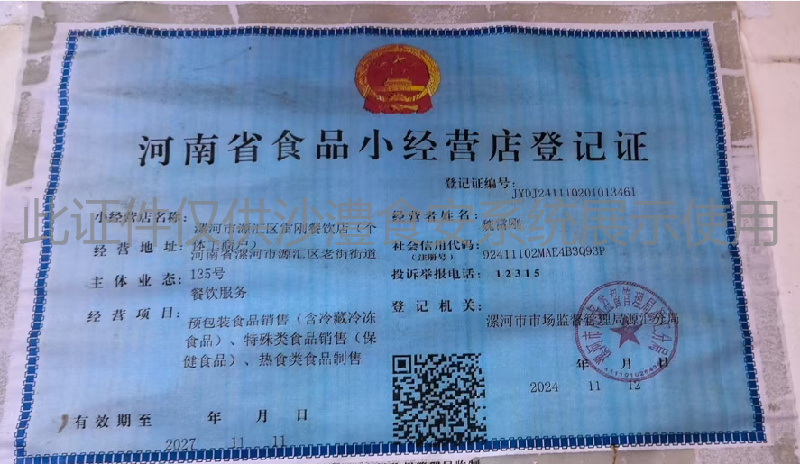 河南省食品小经营店登记证
登记证编号：JYDJ24111020101346​1
小经营店名称：漯河市源汇区雷刚餐饮店（个
体工商户）
经营者姓名：
经营地址：河南省漯河市源汇区老街街道
135号
社会信用代码：92411102MAE4B3Q93P
（注册号）
主体业态：餐饮服务
投诉举报电话：12315
经营项目：预包装食品销售（含冷藏冷冻
食品）、特殊类食品销售（保
健食品）、热食类食品制售
登记机关：漯河市市场监督管理局源汇分局
年 月 日
2024 11 12
有效期至 年 月 日
2027 11 11
此证件仅供沙澧食安系统展示使用